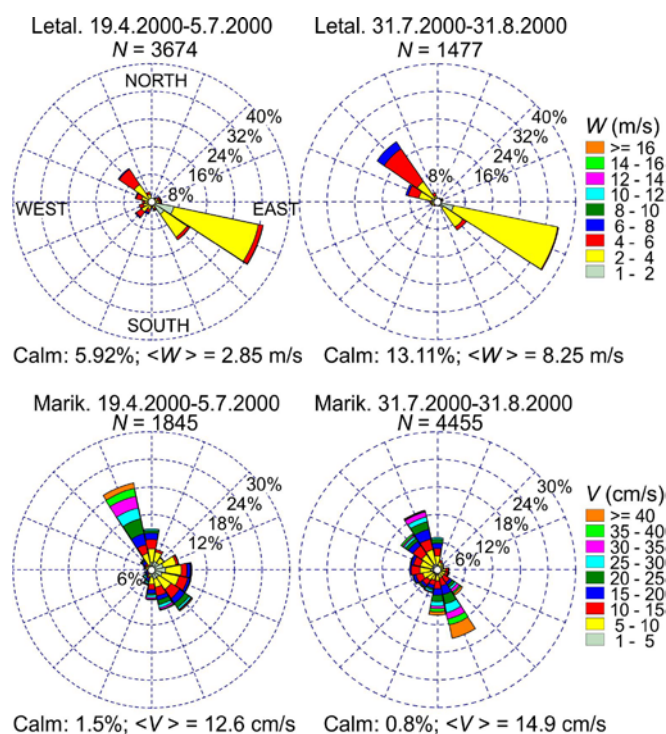 Letal. 19.4.2000-5.7.2000
N = 3674
NORTH
40%
32%
24%
16%
8%
WEST
EAST
SOUTH
Calm: 5.92%; <W> = 2.85 m/s
Letal. 31.7.2000-31.8.2000
N = 1477
40%
32%
24%
16%
8%
Calm: 13.11%; <W> = 8.25 m/s
W (m/s)
>= 16
14 - 16
12 - 14
10 - 12
8 - 10
6 - 8
4 - 6
2 - 4
1 - 2
Marik. 19.4.2000-5.7.2000
N = 1845
30%
24%
18%
12%
6%
Calm: 1.5%; <V> = 12.6 cm/s
Marik. 31.7.2000-31.8.2000
N = 4455
30%
24%
18%
12%
6%
Calm: 0.8%; <V> = 14.9 cm/s
V (cm/s)
>= 40
35 - 40
30 - 35
25 - 30
20 - 25
15 - 20
10 - 15
5 - 10
1 - 5